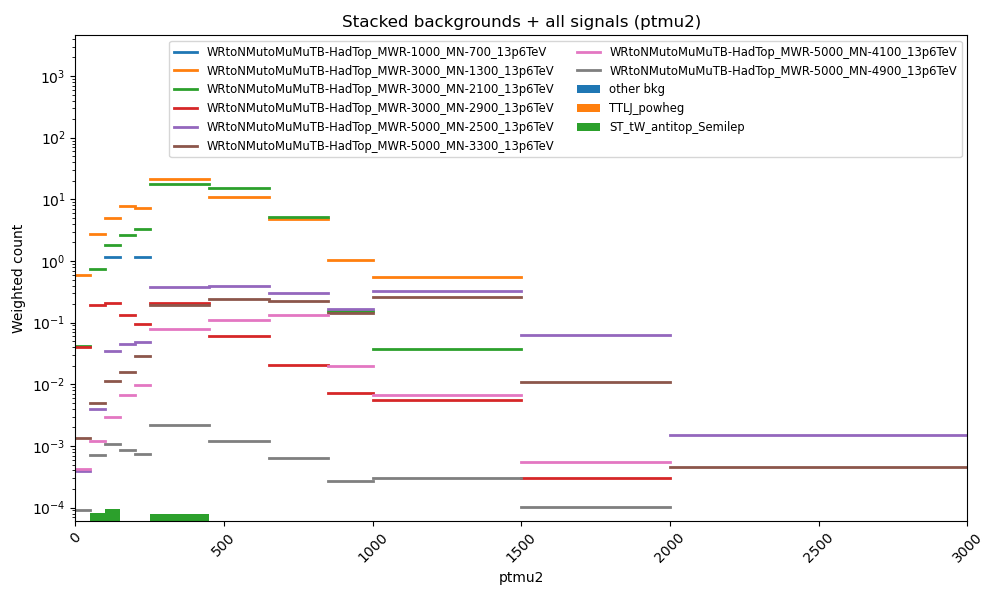 Stacked backgrounds + all signals (ptmu2)
WRtoNMutoMuMuTB-HadTop_MWR-1000_MN-700_13p6TeV
WRtoNMutoMuMuTB-HadTop_MWR-3000_MN-1300_13p6TeV
WRtoNMutoMuMuTB-HadTop_MWR-3000_MN-2100_13p6TeV
WRtoNMutoMuMuTB-HadTop_MWR-3000_MN-2900_13p6TeV
WRtoNMutoMuMuTB-HadTop_MWR-5000_MN-2500_13p6TeV
WRtoNMutoMuMuTB-HadTop_MWR-5000_MN-3300_13p6TeV
WRtoNMutoMuMuTB-HadTop_MWR-5000_MN-4100_13p6TeV
WRtoNMutoMuMuTB-HadTop_MWR-5000_MN-4900_13p6TeV
other bkg
TTLJ_powheg
ST_tW_antitop_Semilep
Weighted count
10³
10²
10¹
10⁰
10⁻¹
10⁻²
10⁻³
10⁻⁴
0
500
1000
1500
2000
2500
3000
ptmu2